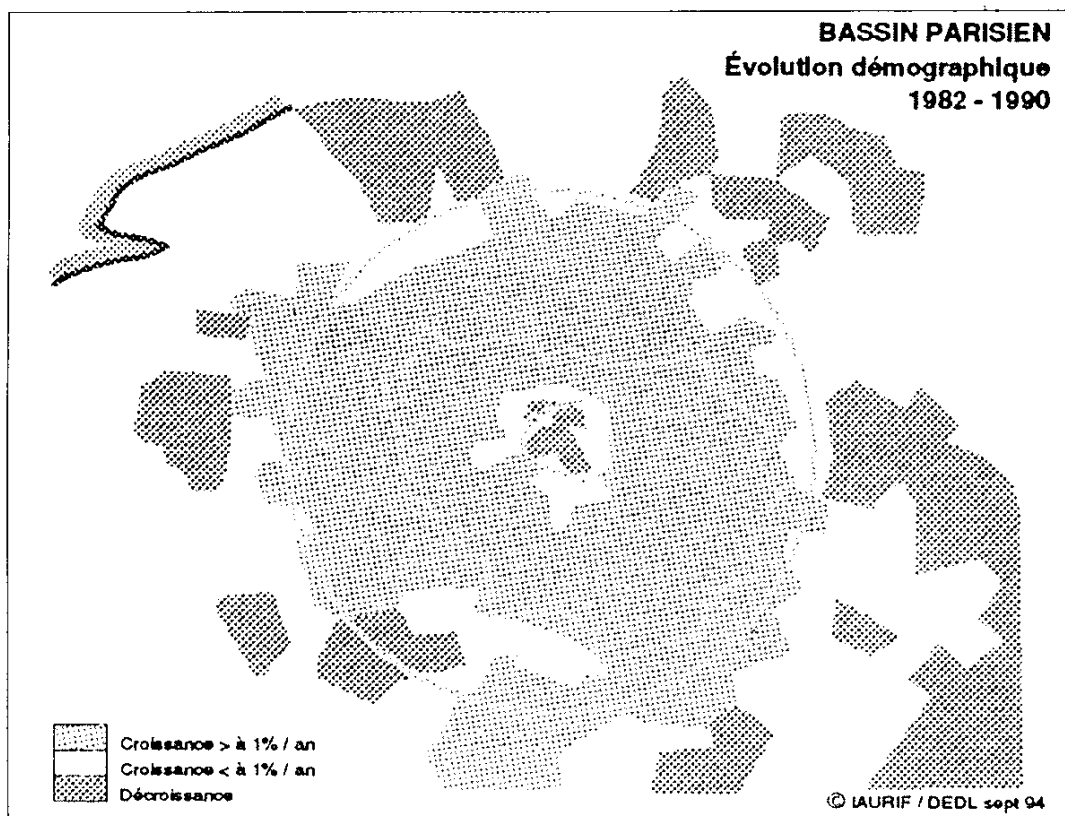 BASSIN PARISIEN
Évolution démographique
1982 - 1990
Croissance > à 1% / an
Croissance < à 1% / an
Décroissance
© IAURIF / DEDL sept 94